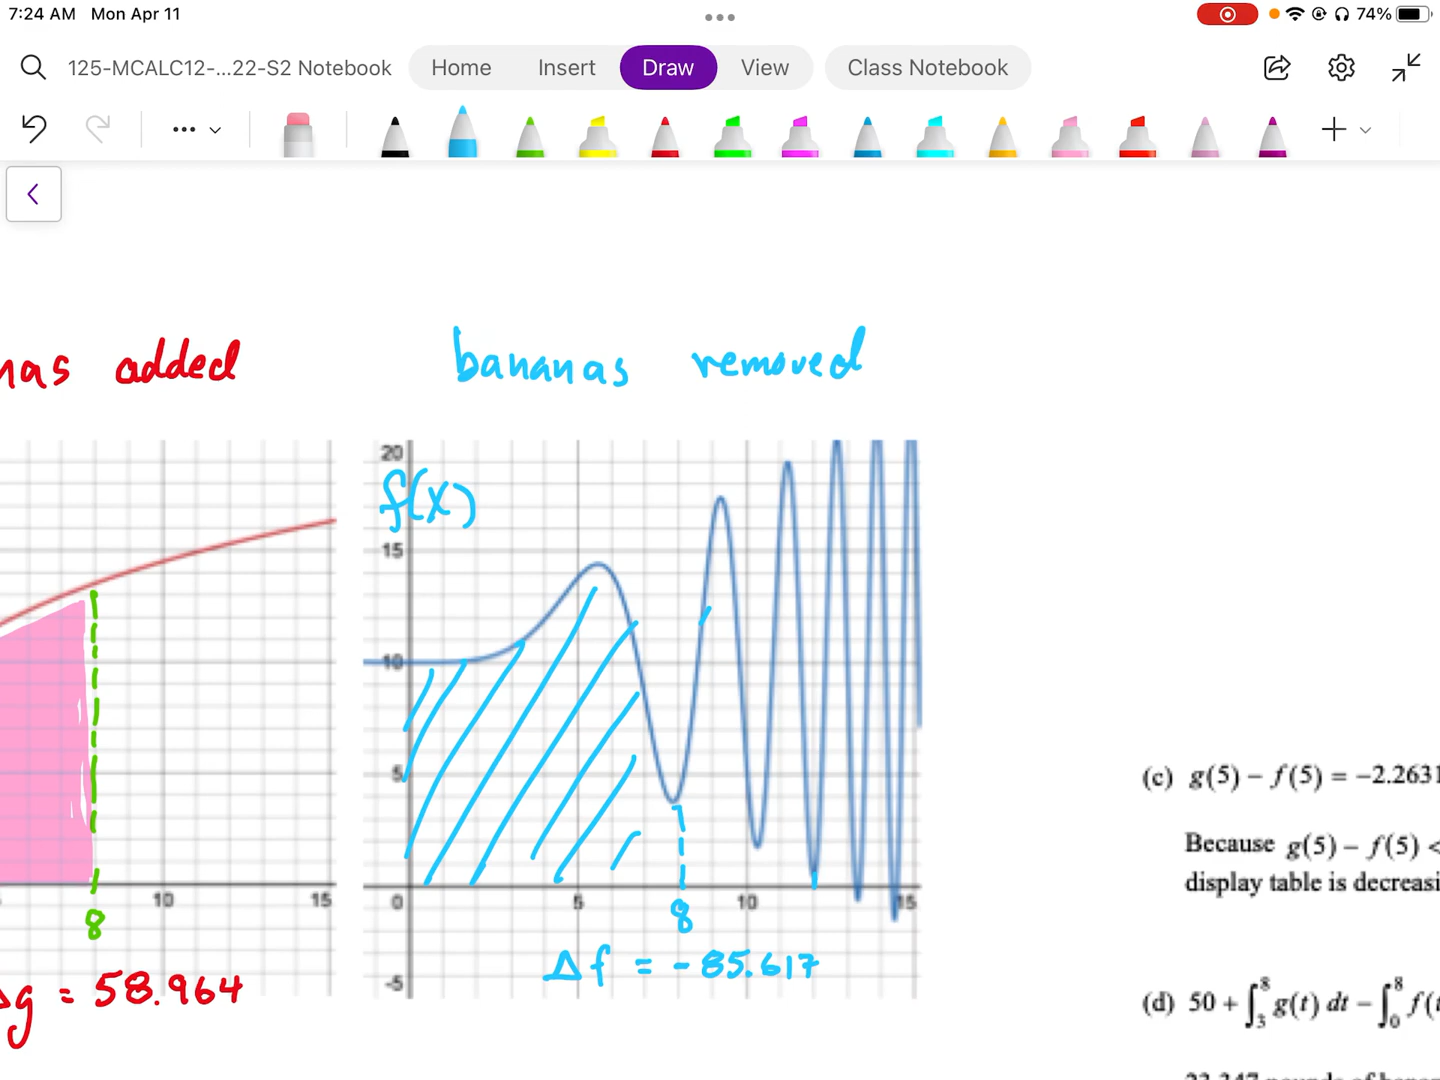 7:24 AM Mon Apr 11
74%
125-MCALC12-...22-S2 Notebook
Home Insert Draw View Class Notebook
added
bananas removed
20
f(x)
15
10
5
0
5
10
15
-5
8
Δf = -85.617
10
15
8
g = 58.964
(c) g(5) − f(5) = −2.2631
Because g(5) − f(5) <
display table is
(d) 50 + ∫₃⁸ g(t) dt − ∫₀⁸